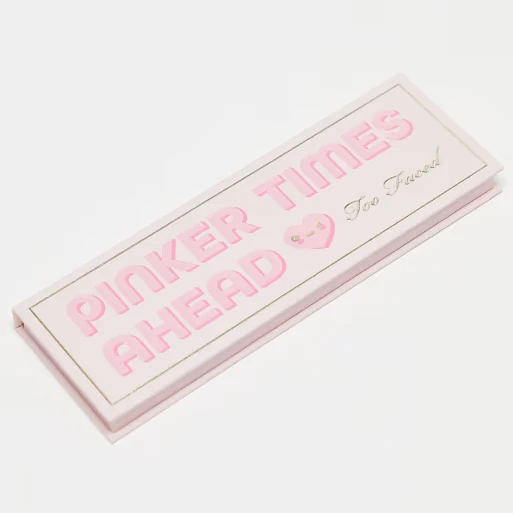 PINKER TIMES
AHEAD
Too Faced